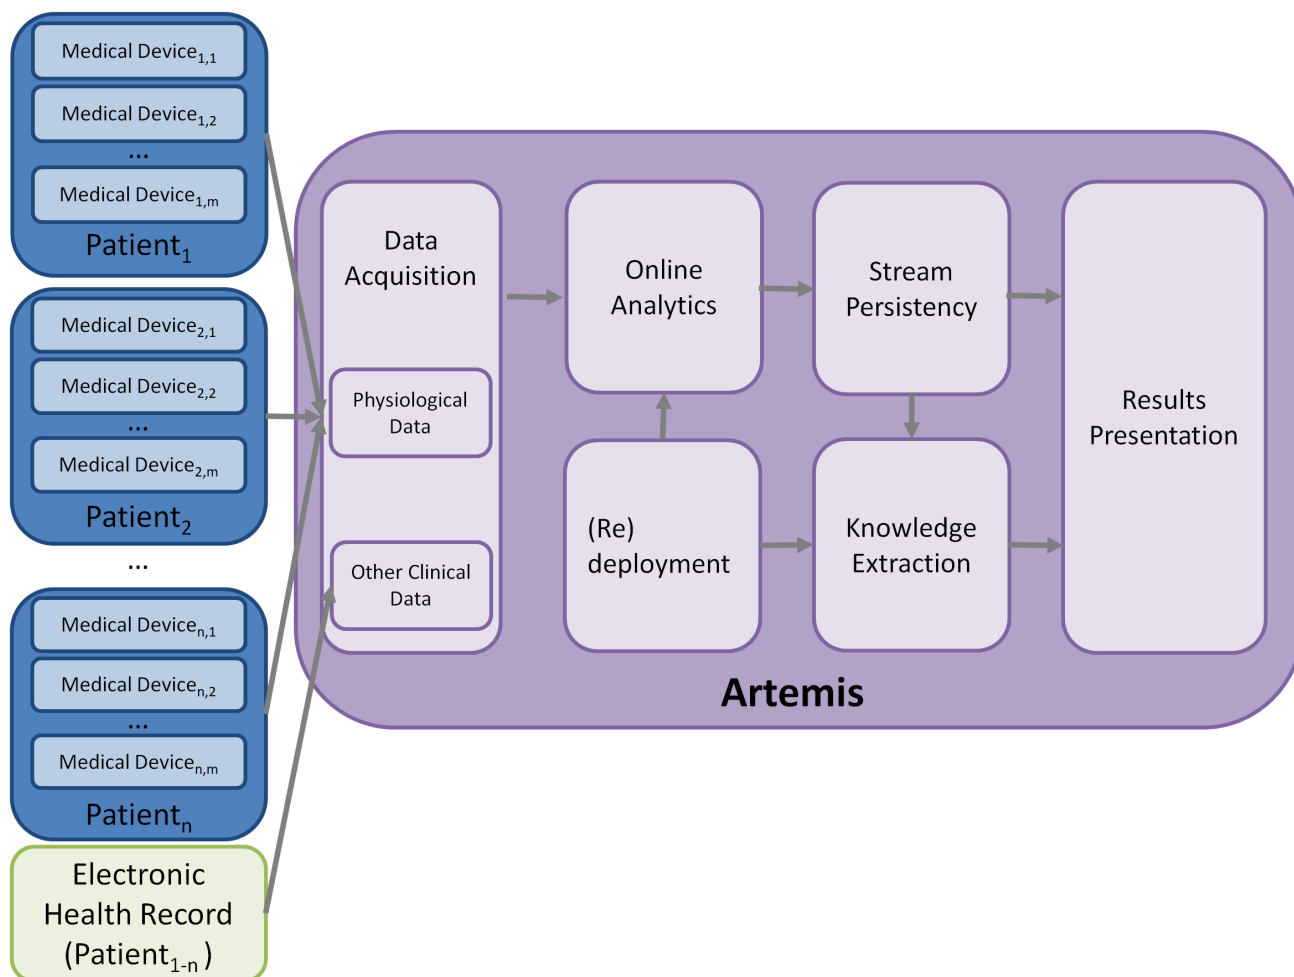 Medical Device1,1
Medical Device1,2
...
Medical Device1,m
Patient1
Medical Device2,1
Medical Device2,2
...
Medical Device2,m
Patient2
...
Medical Devicen,1
Medical Devicen,2
...
Medical Devicen,m
Patientn
Electronic
Health Record
(Patient1-n)
Data
Acquisition
Physiological
Data
Other Clinical
Data
Online
Analytics
Stream
Persistency
(Re)
deployment
Knowledge
Extraction
Results
Presentation
Artemis